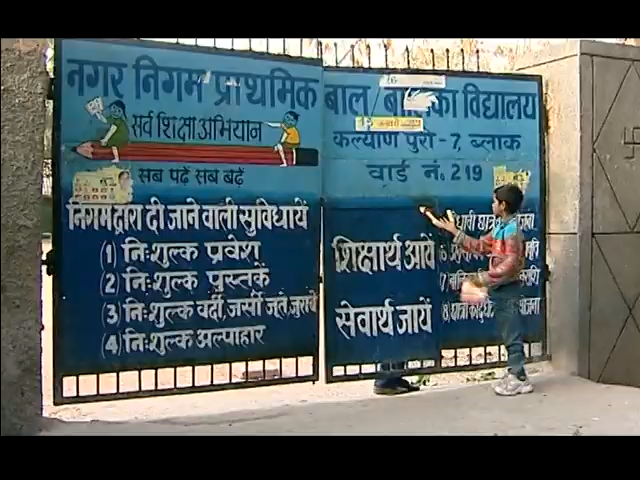 नगर निगम प्राथमिक बाल/ विद्यालय
सर्व शिक्षा अभियान
कल्याण पुरी - 7, ब्लाक
सब पढ़ें सब बढ़ें
वार्ड नं. 219
निगम द्वारा दी जाने वाली सुविधायें
(1) निःशुल्क प्रवेश
(2) निःशुल्क पुस्तकें
(3) निःशुल्क वर्दी जर्सी जूते जुराब
(4) निःशुल्क अल्पाहार
शिक्षार्थ आयें
सेवार्थ जायें